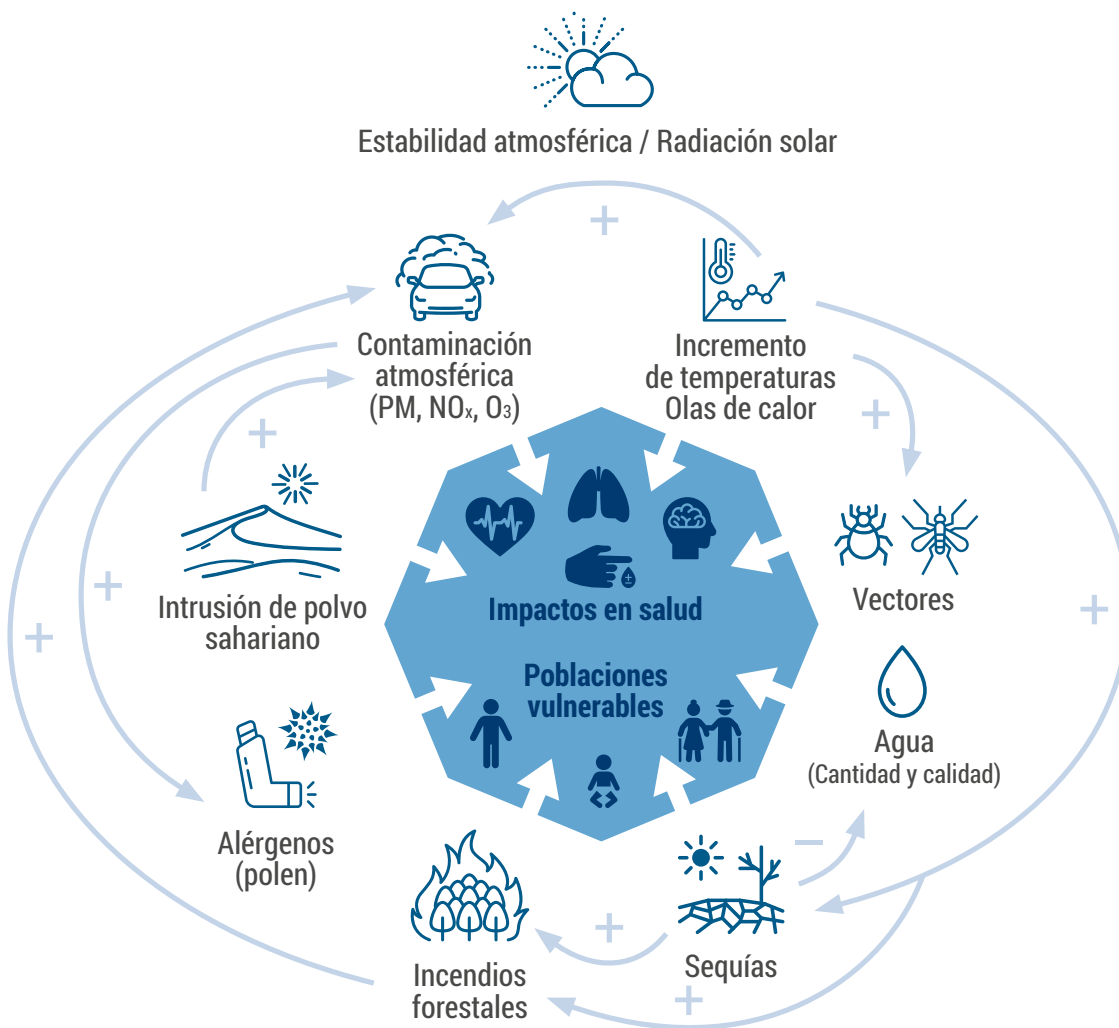 Estabilidad atmosférica / Radiación solar
+
Contaminación
atmosférica
(PM, NOx, O3)
Incremento
de temperaturas
Olas de calor
+
+
Intrusión de polvo
sahariano
Impactos en salud
Vectores
+
+
+
Poblaciones
vulnerables
Agua
(Cantidad y calidad)
Alérgenos
(polen)
−
+
Incendios
forestales
Sequías
+